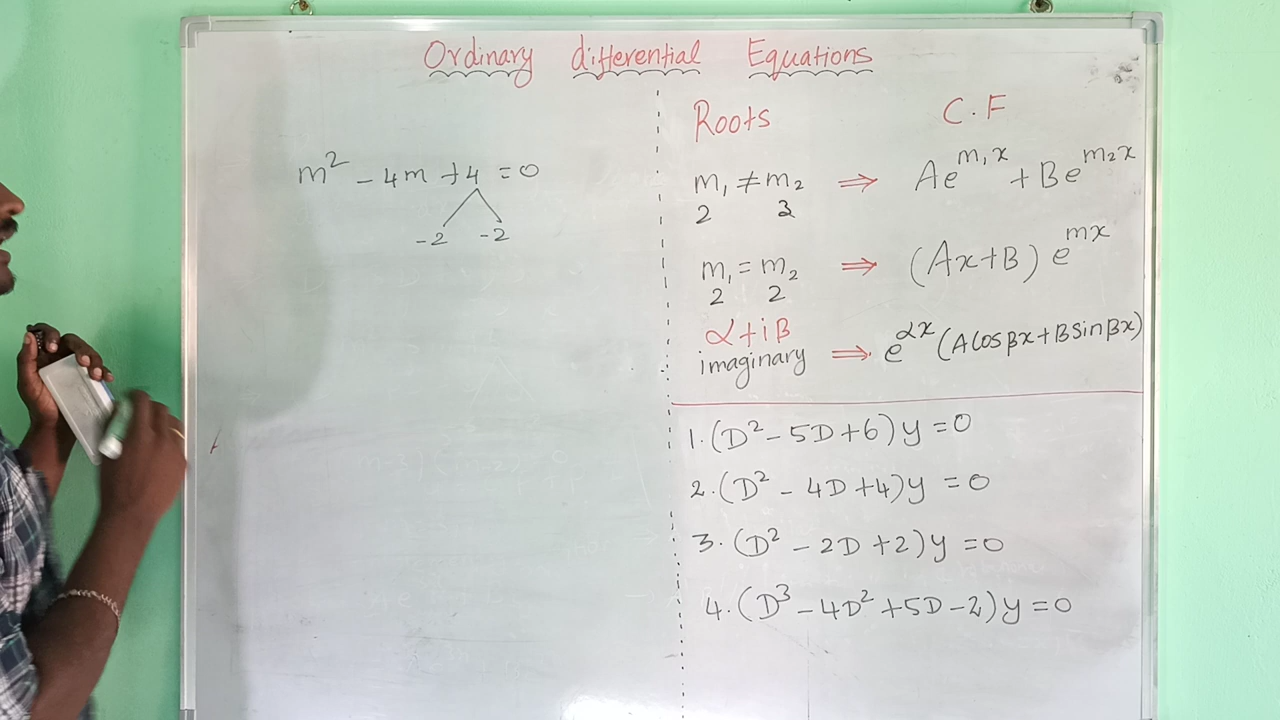 Ordinary differential Equations
m² - 4m + 4 = 0
-2 -2
Roots C.F
m₁ ≠ m₂ ⇒ Ae^{m₁x} + Be^{m₂x}
2 3
m₁ = m₂ ⇒ (Ax+B) e^{mx}
2 2
α+iβ
imaginary ⇒ e^{αx} (A cos βx + B sin βx)
1. (D² - 5D + 6) y = 0
2. (D² - 4D + 4) y = 0
3. (D² - 2D + 2) y = 0
4. (D³ - 4D² + 5D - 2) y = 0